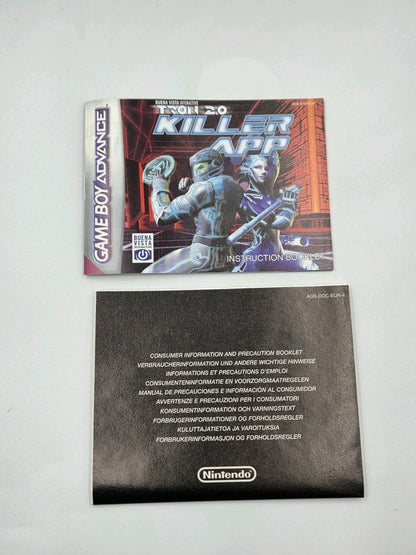 BUENA VISTA INTERACTIVE
TRON 2.0
KILLER
APP
GAME BOY ADVANCE
BUENA
VISTA
INSTRUCTION BOOKLET
AGB-DOC-EUR-4
CONSUMER INFORMATION AND PRECAUTION BOOKLET
VERBRAUCHERINFORMATION UND ANDERE WICHTIGE HINWEISE
INFORMATIONS ET PRÉCAUTIONS D'EMPLOI
CONSUMENTENINFORMATIE EN VOORZORGMAATREGELEN
MANUAL DE PRECAUCIONES E INFORMACIÓN AL CONSUMIDOR
AVVERTENZE E PRECAUZIONI PER I CONSUMATORI
KONSUMENTINFORMATION OCH VARNINGSTEXT
FORBRUGERINFORMATIONER OG FORHOLDSREGLER
KULUTTAJATIETOA JA VAROITUKSIA
FORBRUKERINFORMASJON OG FORHOLDSREGLER
Nintendo